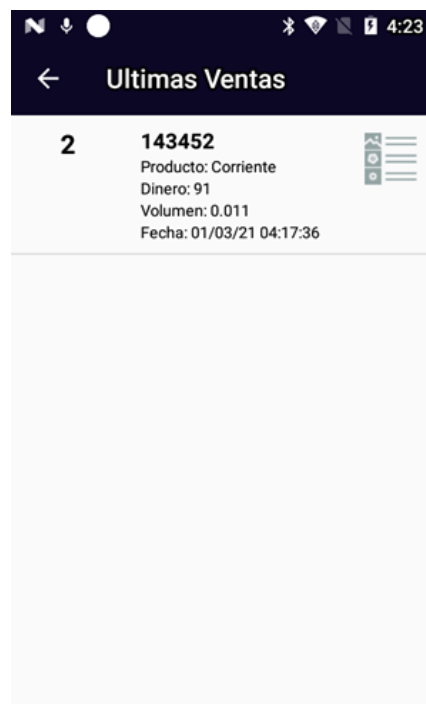 4:23
Ultimas Ventas
2
143452
Producto: Corriente
Dinero: 91
Volumen: 0.011
Fecha: 01/03/21 04:17:36